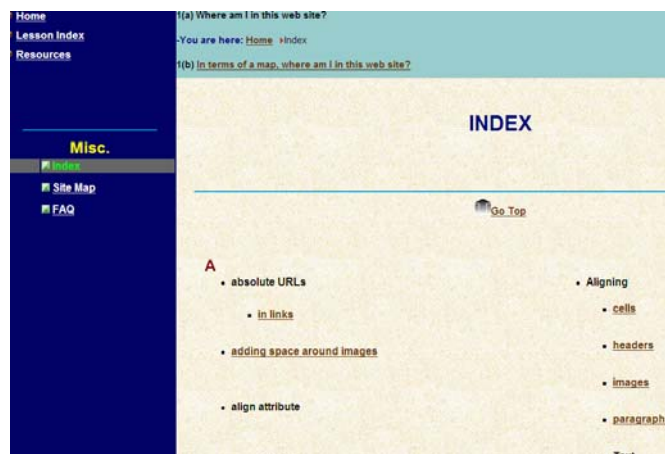 Home
Lesson Index
Resources
Misc.
Index
Site Map
FAQ
1(a) Where am I in this web site?
-You are here: Home Index
1(b) In terms of a map, where am I in this web site?
INDEX
Go Top
A
absolute URLs
in links
adding space around images
align attribute
Aligning
cells
headers
images
paragraph